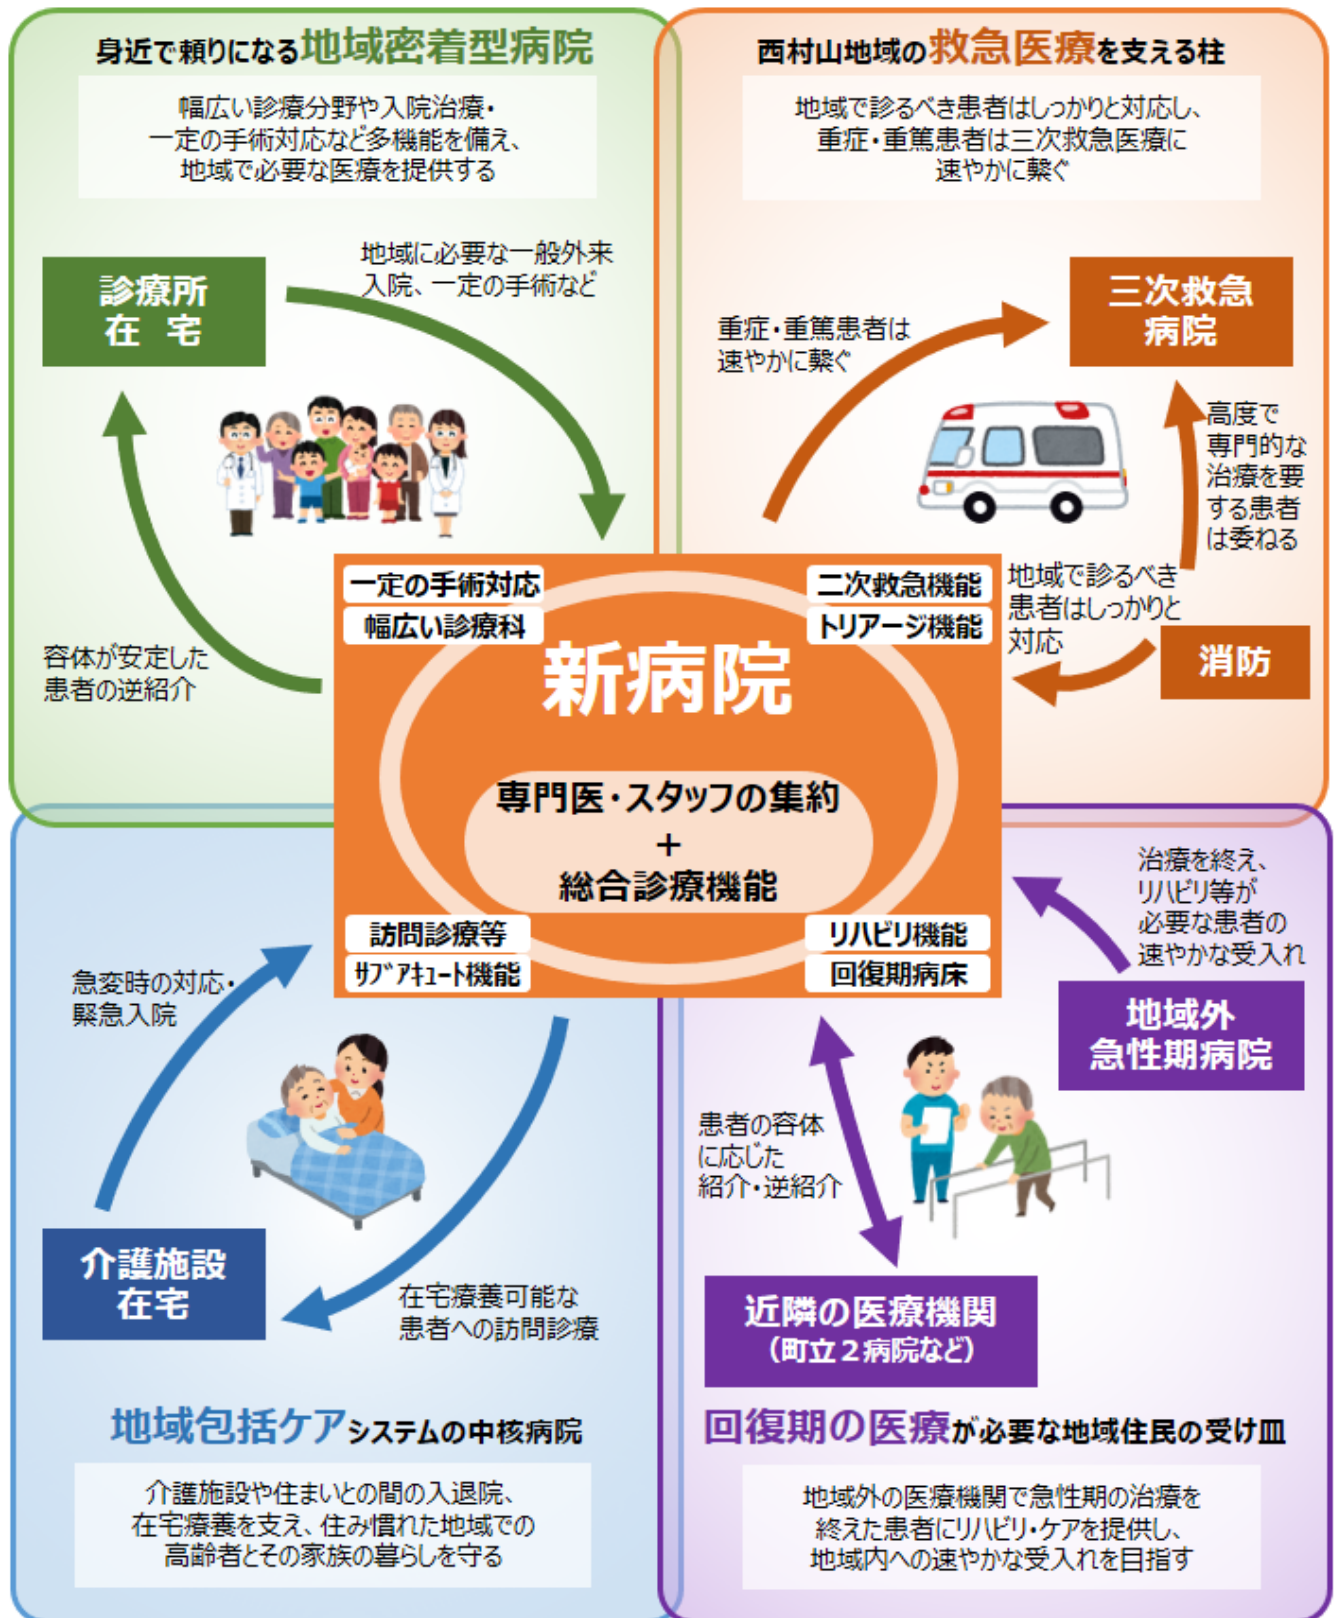 身近で頼りになる地域密着型病院
幅広い診療分野や入院治療・
一定の手術対応など多機能を備え、
地域で必要な医療を提供する
診療所
在 宅
地域に必要な一般外来
入院、一定の手術など
容体が安定した
患者の逆紹介
西村山地域の救急医療を支える柱
地域で診るべき患者はしっかりと対応し、
重症・重篤患者は三次救急医療に
速やかに繋ぐ
重症・重篤患者は
速やかに繋ぐ
三次救急
病院
高度で
専門的な
治療を要
する患者
は委ねる
地域で診るべき
患者はしっかりと
対応
消防
一定の手術対応
幅広い診療科
二次救急機能
トリアージ機能
新病院
専門医・スタッフの集約
+
総合診療機能
訪問診療等
サブアキュート機能
リハビリ機能
回復期病床
急変時の対応・
緊急入院
介護施設
在宅
在宅療養可能な
患者への訪問診療
地域包括ケアシステムの中核病院
介護施設や住まいとの間の入退院、
在宅療養を支え、住み慣れた地域での
高齢者とその家族の暮らしを守る
治療を終え、
リハビリ等が
必要な患者の
速やかな受入れ
地域外
急性期病院
患者の容体
に応じた
紹介・逆紹介
近隣の医療機関
（町立２病院など）
回復期の医療が必要な地域住民の受け皿
地域外の医療機関で急性期の治療を
終えた患者にリハビリ・ケアを提供し、
地域内への速やかな受入れを目指す